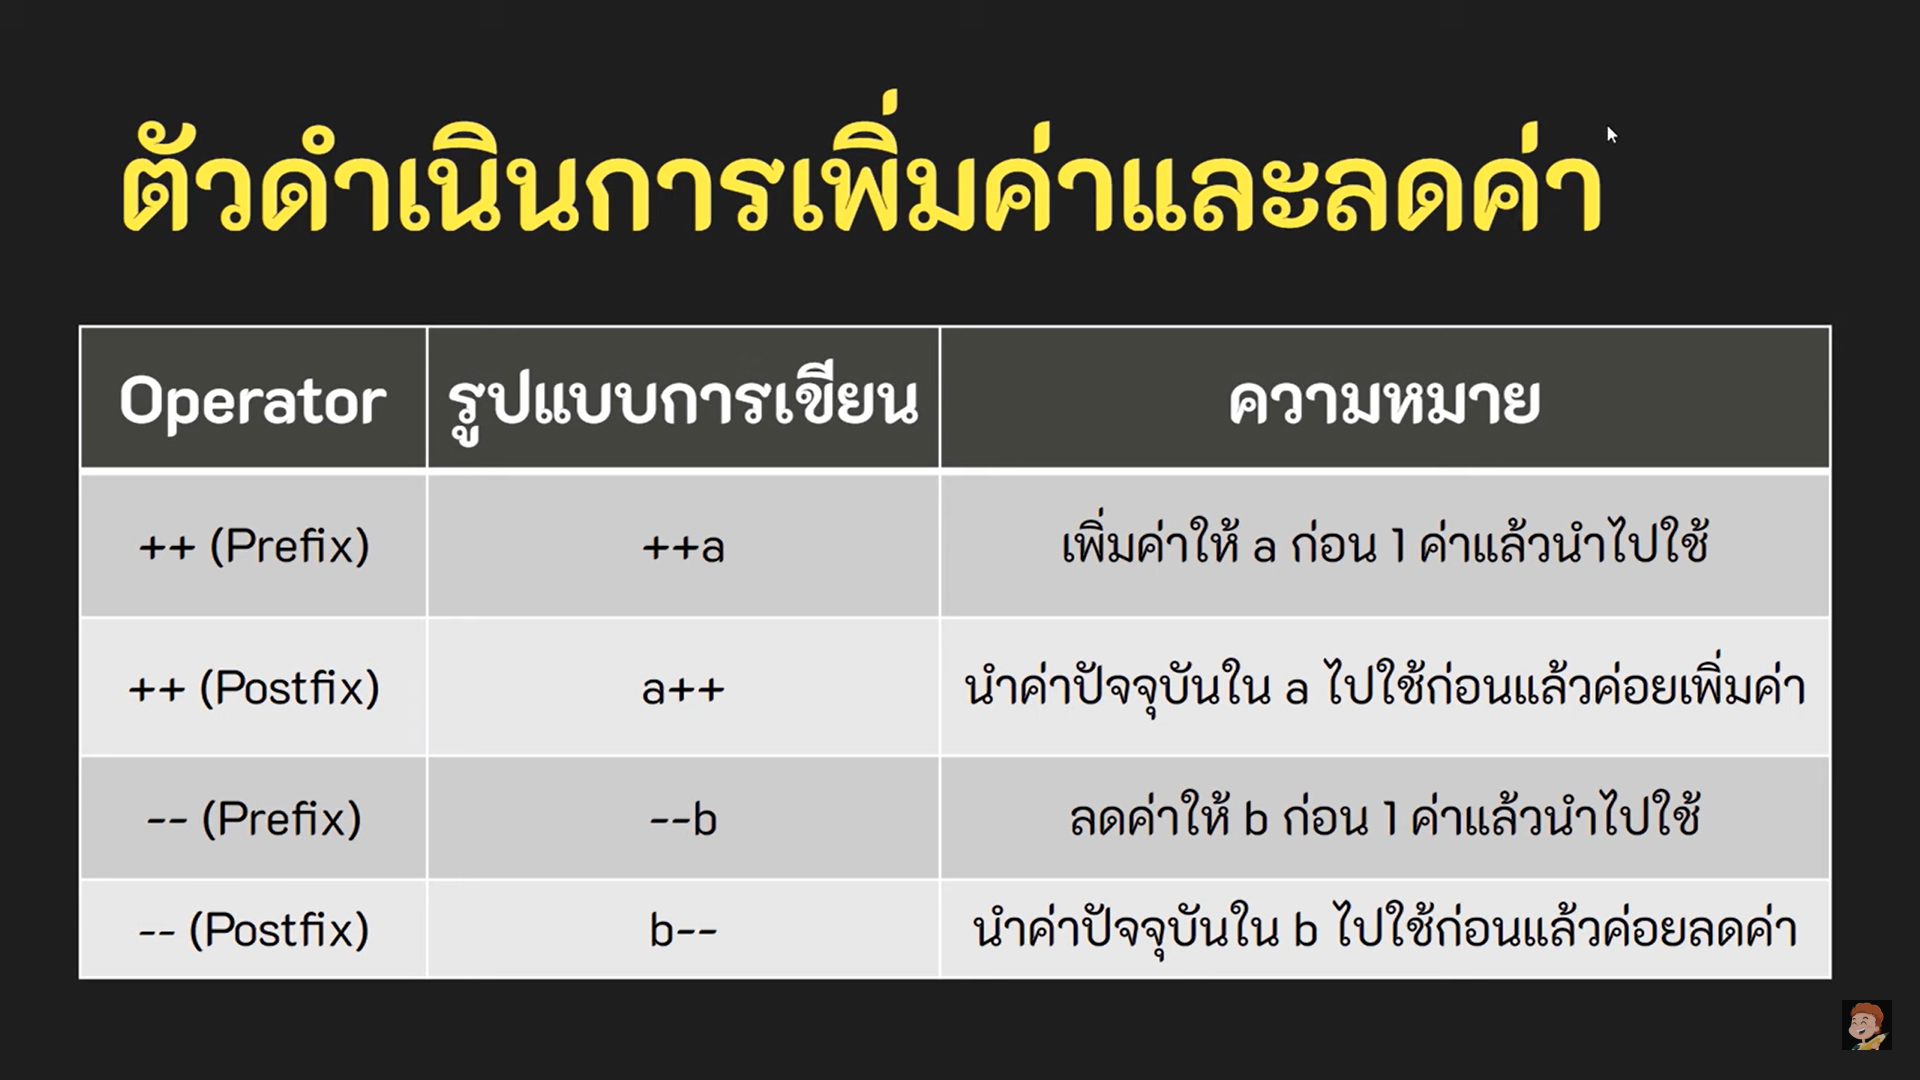 ตัวดำเนินการเพิ่มค่าและลดค่า
Operator รูปแบบการเขียน ความหมาย
++ (Prefix) ++a เพิ่มค่าให้ a ก่อน 1 ค่าแล้วนำไปใช้
++ (Postfix) a++ นำค่าปัจจุบันใน a ไปใช้ก่อนแล้วค่อยเพิ่มค่า
-- (Prefix) --b ลดค่าให้ b ก่อน 1 ค่าแล้วนำไปใช้
-- (Postfix) b-- นำค่าปัจจุบันใน b ไปใช้ก่อนแล้วค่อยลดค่า